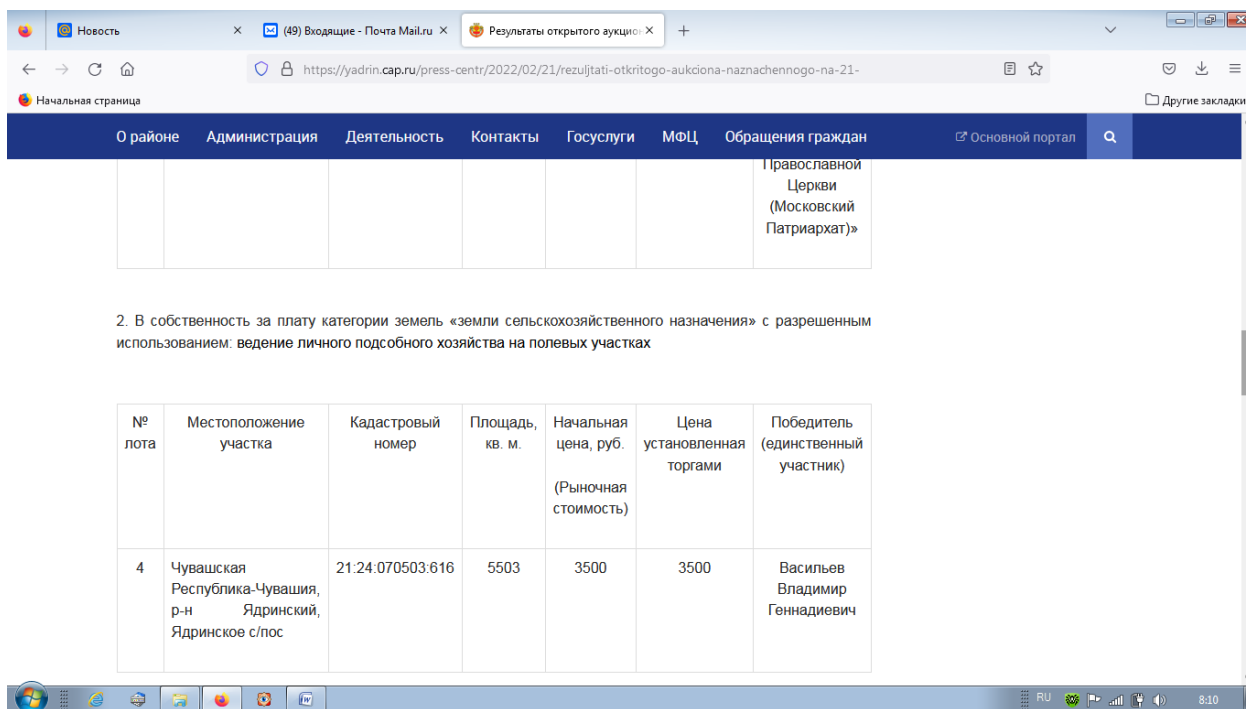 Новость
(49) Входящие - Почта Mail.ru
Результаты открытого аукцион
https://yadrin.cap.ru/press-centr/2022/02/21/rezuljtati-otkritogo-aukciona-naznachennogo-na-21-
Начальная страница
Другие закладки
О районе Администрация Деятельность Контакты Госуслуги МФЦ Обращения граждан Основной портал
Православной
Церкви
(Московский
Патриархат)»
2. В собственность за плату категории земель «земли сельскохозяйственного назначения» с разрешенным
использованием: ведение личного подсобного хозяйства на полевых участках
№
лота
Местоположение
участка
Кадастровый
номер
Площадь,
кв. м.
Начальная
цена, руб.
(Рыночная
стоимость)
Цена
установленная
торгами
Победитель
(единственный
участник)
4
Чувашская
Республика-Чувашия,
р-н Ядринский,
Ядринское с/пос
21:24:070503:616
5503
3500
3500
Васильев
Владимир
Геннадиевич
RU
8:10